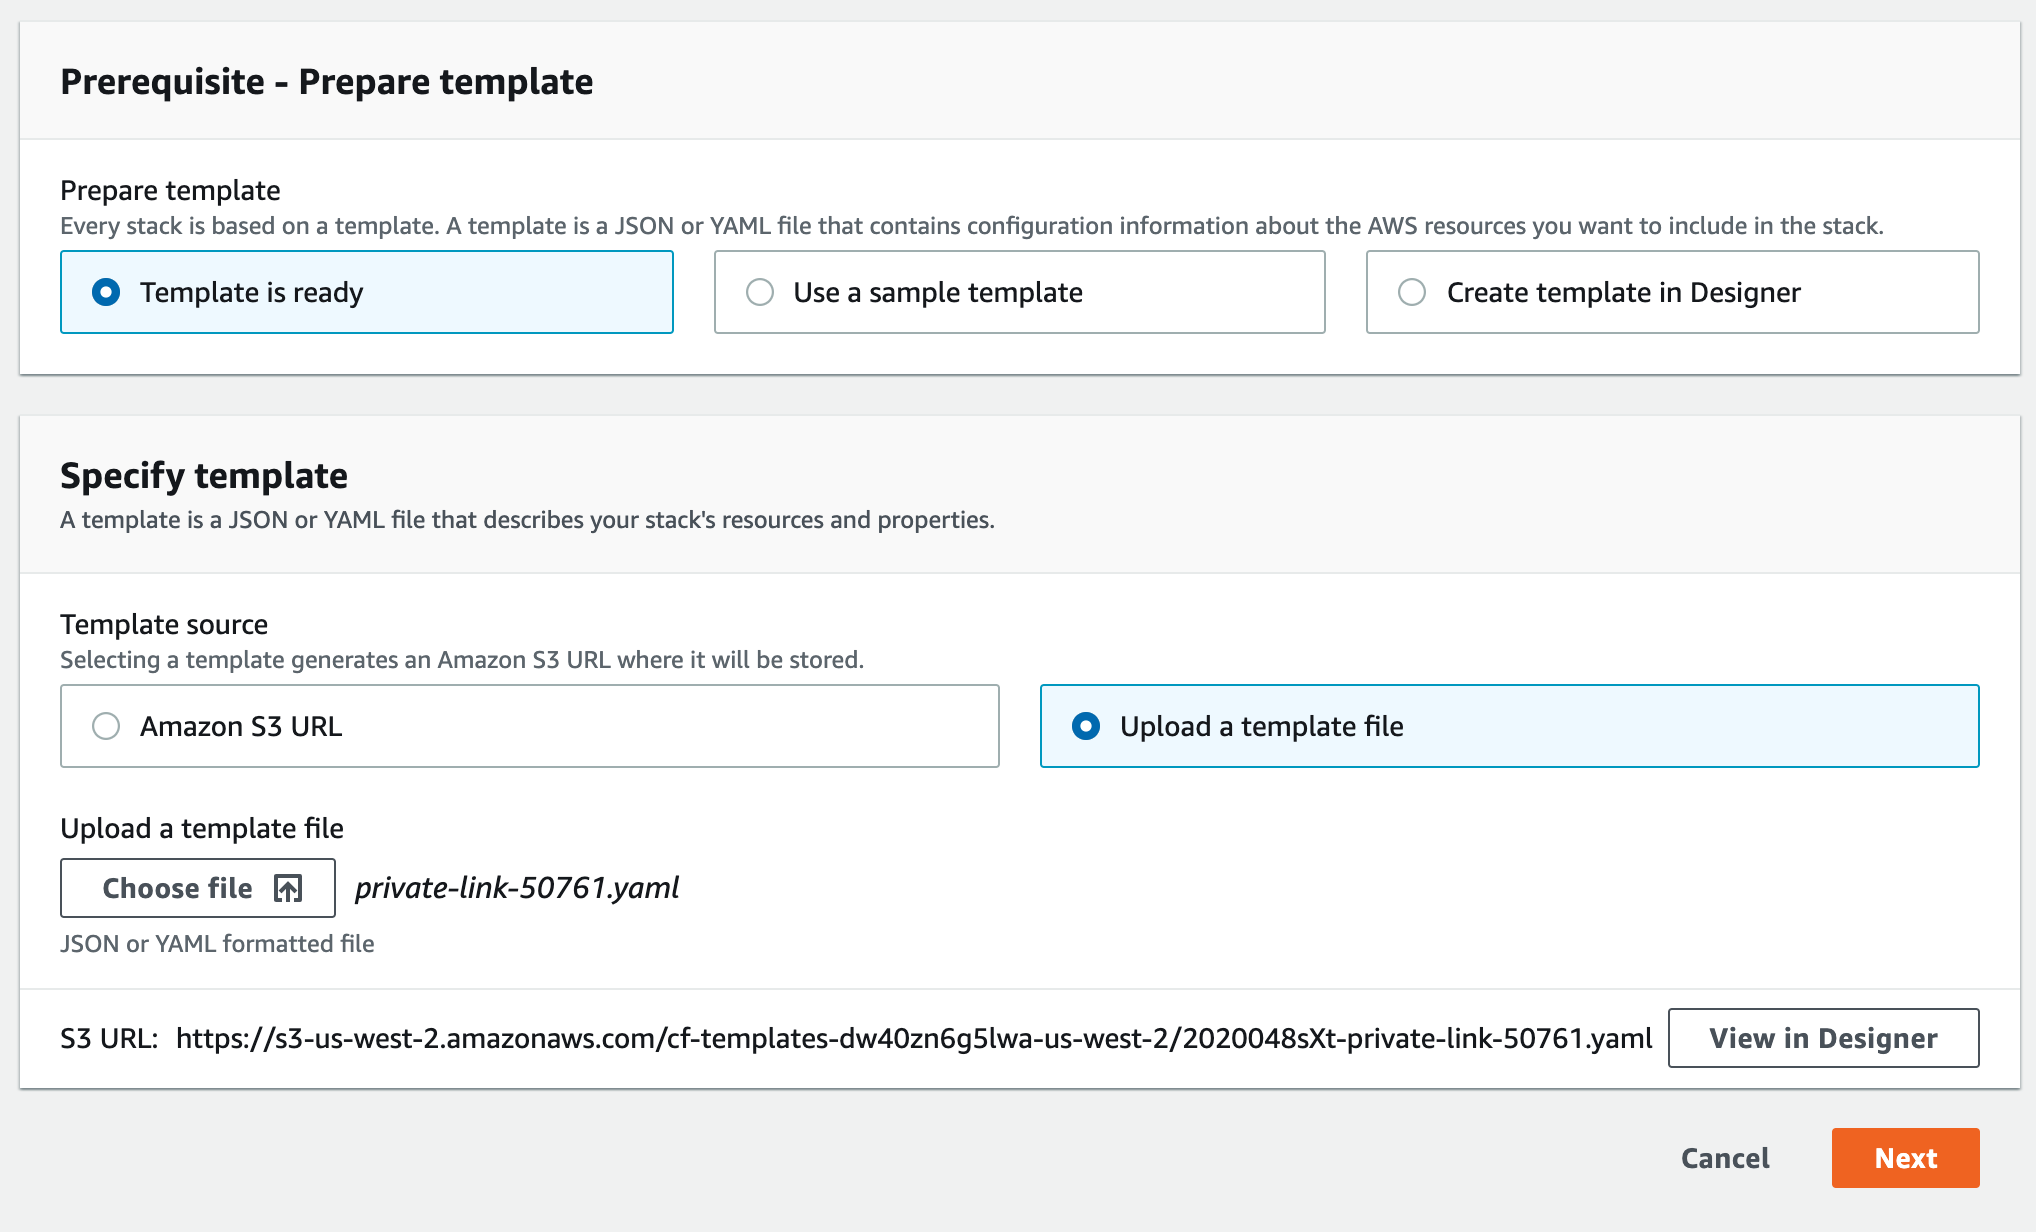 Prerequisite - Prepare template
Prepare template
Every stack is based on a template. A template is a JSON or YAML file that contains configuration information about the AWS resources you want to include in the stack.
Template is ready
Use a sample template
Create template in Designer
Specify template
A template is a JSON or YAML file that describes your stack's resources and properties.
Template source
Selecting a template generates an Amazon S3 URL where it will be stored.
Amazon S3 URL
Upload a template file
Upload a template file
Choose file
private-link-50761.yaml
JSON or YAML formatted file
S3 URL: https://s3-us-west-2.amazonaws.com/cf-templates-dw40zn6g5lwa-us-west-2/2020048sXt-private-link-50761.yaml
View in Designer
Cancel
Next